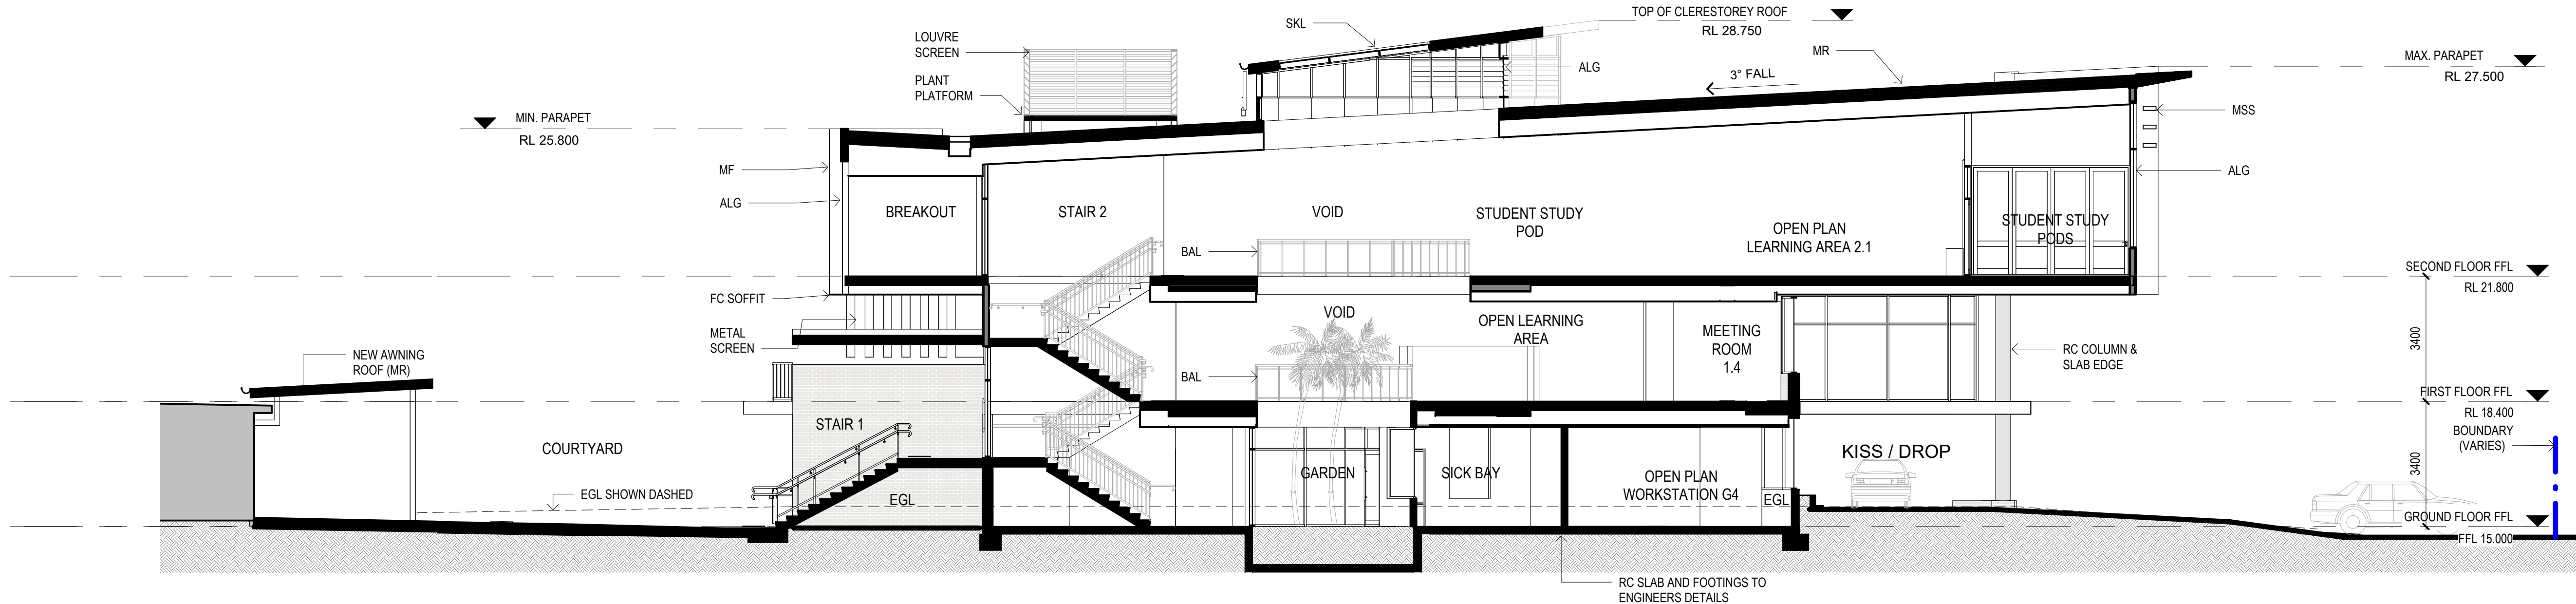 TOP OF CLERESTOREY ROOF
RL 28.750
SKL
LOUVRE
SCREEN
MR
MAX. PARAPET
RL 27.500
ALG
3° FALL
PLANT
PLATFORM
MSS
MIN. PARAPET
RL 25.800
MF
ALG
ALG
BREAKOUT
STAIR 2
VOID
STUDENT STUDY
POD
OPEN PLAN
LEARNING AREA 2.1
STUDENT STUDY
PODS
BAL
SECOND FLOOR FFL
RL 21.800
FC SOFFIT
METAL
SCREEN
VOID
OPEN LEARNING
AREA
MEETING
ROOM
1.4
3400
RC COLUMN &
SLAB EDGE
NEW AWNING
ROOF (MR)
BAL
FIRST FLOOR FFL
RL 18.400
STAIR 1
BOUNDARY
(VARIES)
COURTYARD
KISS / DROP
3400
GARDEN
SICK BAY
OPEN PLAN
WORKSTATION G4
EGL SHOWN DASHED
EGL
EGL
GROUND FLOOR FFL
FFL 15.000
RC SLAB AND FOOTINGS TO
ENGINEERS DETAILS